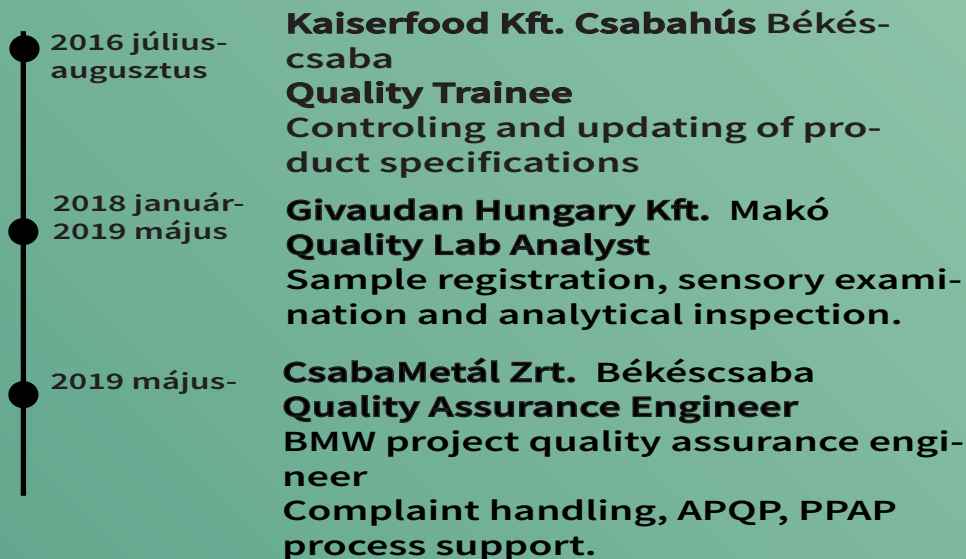 2016 július-
augusztus
Kaiserfood Kft. Csabahús Békés-
csaba
Quality Trainee
Controling and updating of pro-
duct specifications
2018 január-
2019 május
Givaudan Hungary Kft. Makó
Quality Lab Analyst
Sample registration, sensory exami-
nation and analytical inspection.
2019 május-
CsabaMetál Zrt. Békéscsaba
Quality Assurance Engineer
BMW project quality assurance engi-
neer
Complaint handling, APQP, PPAP
process support.